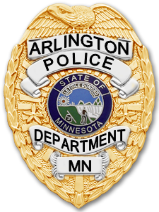 ARLINGTON
POLICE
STATE OF
MINNESOTA
DEPARTMENT
MN